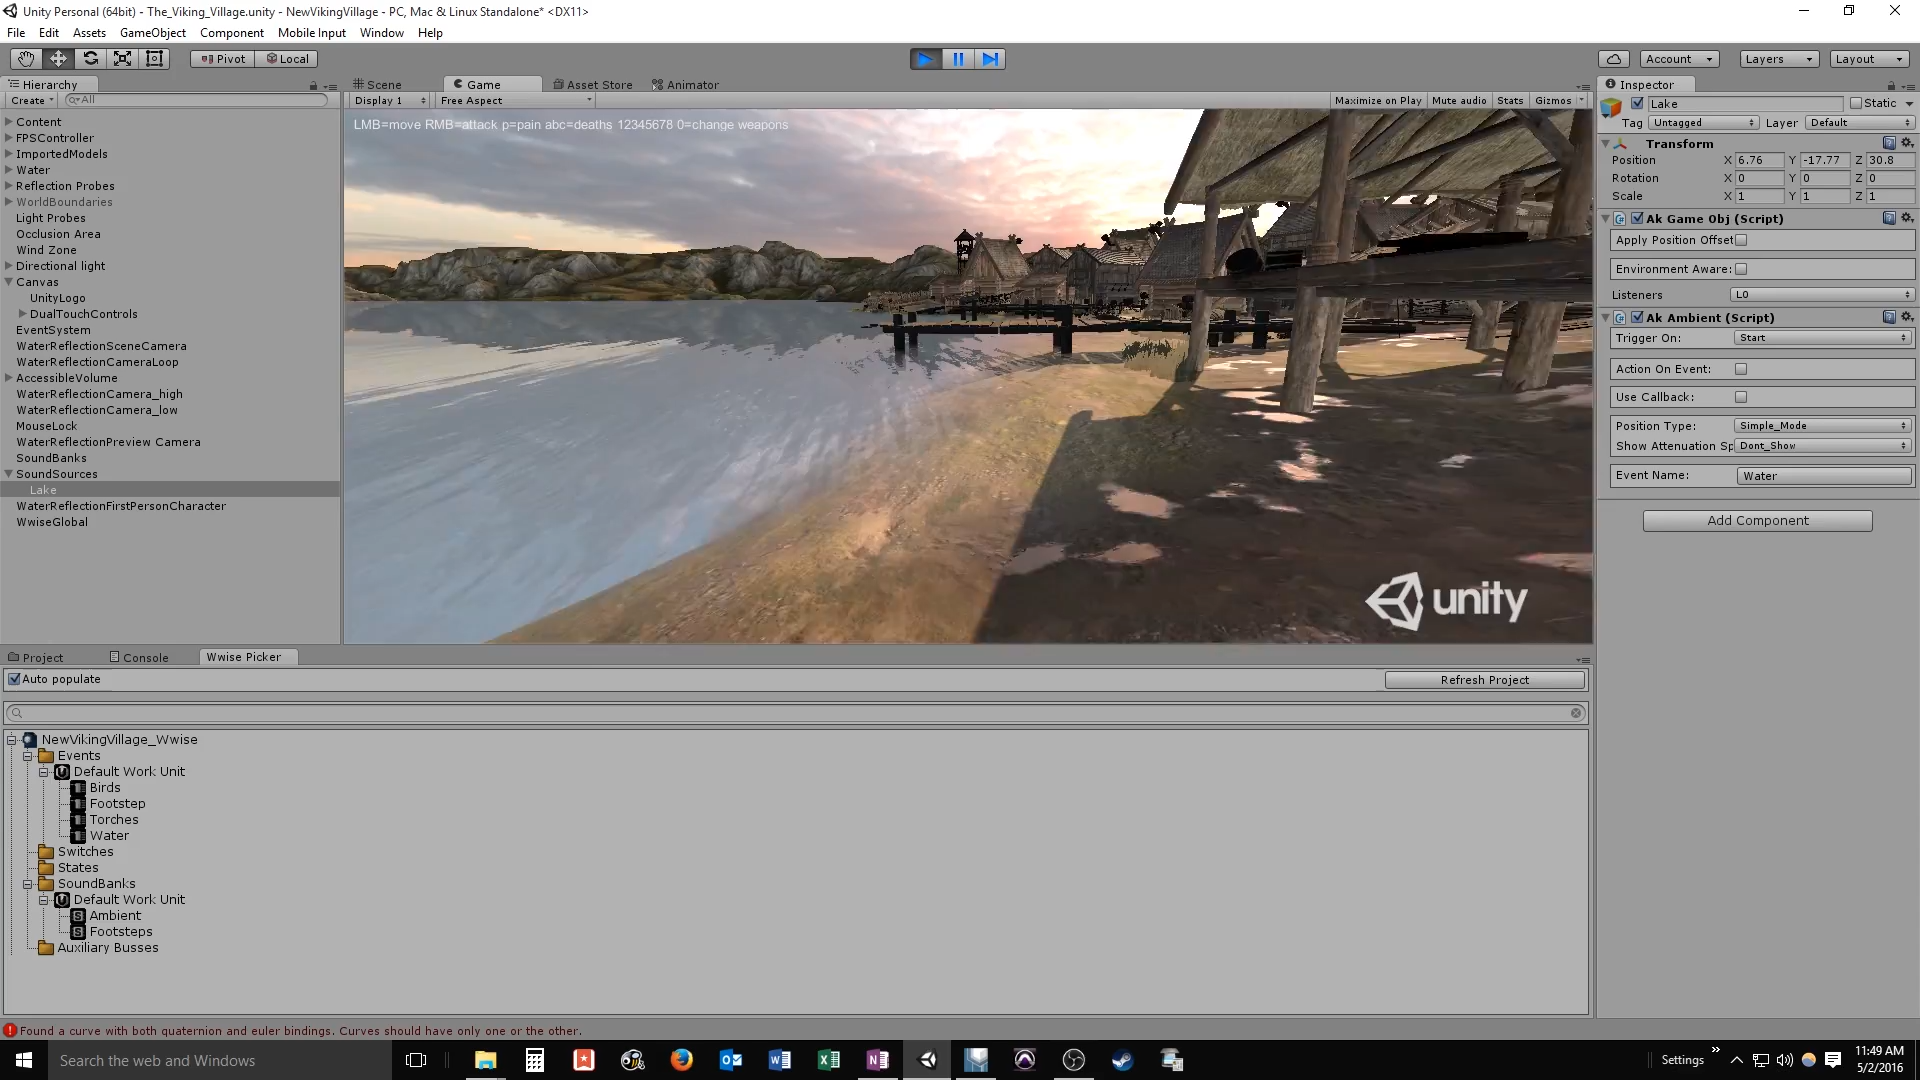 Unity Personal (64bit) - The_Viking_Village.unity - NewVikingVillage - PC, Mac & Linux Standalone* <DX11>
File Edit Assets GameObject Component Mobile Input Window Help
Pivot Local Account Layers Layout
Hierarchy
Create All
Content
FPSController
ImportedModels
Water
Reflection Probes
WorldBoundaries
Light Probes
Occlusion Area
Wind Zone
Directional light
Canvas
UnityLogo
DualTouchControls
EventSystem
WaterReflectionSceneCamera
WaterReflectionCameraLoop
AccessibleVolume
WaterReflectionCamera_high
WaterReflectionCamera_low
MouseLock
WaterReflectionPreview Camera
SoundBanks
SoundSources
Lake
WaterReflectionFirstPersonCharacter
WwiseGlobal
Scene Game Asset Store Animator
Display 1 Free Aspect Maximize on Play Mute audio Stats Gizmos
LMB=move RMB=attack p=pain abc=deaths 12345678 0=change weapons
unity
Inspector
Lake Static
Tag Untagged Layer Default
Transform
Position X 6.76 Y -17.77 Z 30.8
Rotation X 0 Y 0 Z 0
Scale X 1 Y 1 Z 1
Ak Game Obj (Script)
Apply Position Offset
Environment Aware:
Listeners L0
Ak Ambient (Script)
Trigger On: Start
Action On Event:
Use Callback:
Position Type: Simple_Mode
Show Attenuation Sp Dont_Show
Event Name: Water
Add Component
Project Console Wwise Picker
Auto populate Refresh Project
NewVikingVillage_Wwise
Events
Default Work Unit
Birds
Footstep
Torches
Water
Switches
States
SoundBanks
Default Work Unit
Ambient
Footsteps
Auxiliary Busses
Found a curve with both quaternion and euler bindings. Curves should have only one or the other.
Search the web and Windows
Settings
11:49 AM
5/2/2016